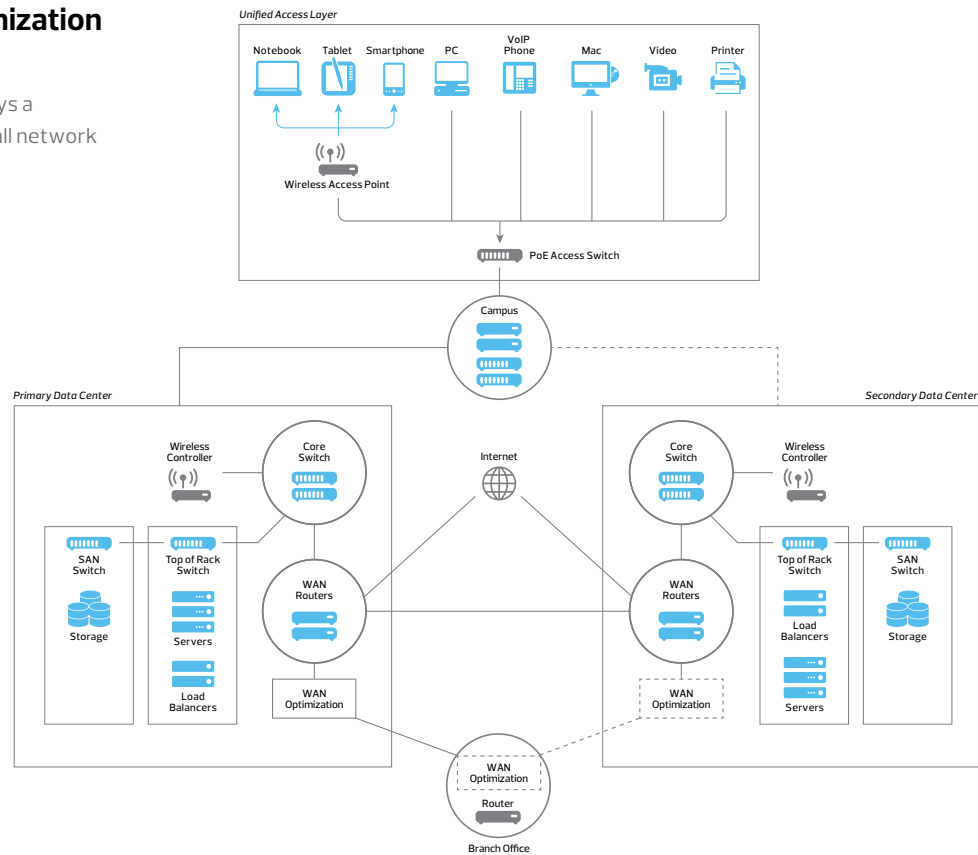 nization
ys a
all network
Unified Access Layer
Notebook
Tablet
Smartphone
PC
VoIP
Phone
Mac
Video
Printer
Wireless Access Point
PoE Access Switch
Campus
Primary Data Center
Secondary Data Center
Wireless
Controller
Core
Switch
Internet
Core
Switch
Wireless
Controller
SAN
Switch
Storage
Top of Rack
Switch
Servers
Load
Balancers
WAN
Routers
WAN
Optimization
WAN
Routers
WAN
Optimization
Top of Rack
Switch
Load
Balancers
Servers
SAN
Switch
Storage
WAN
Optimization
Router
Branch Office